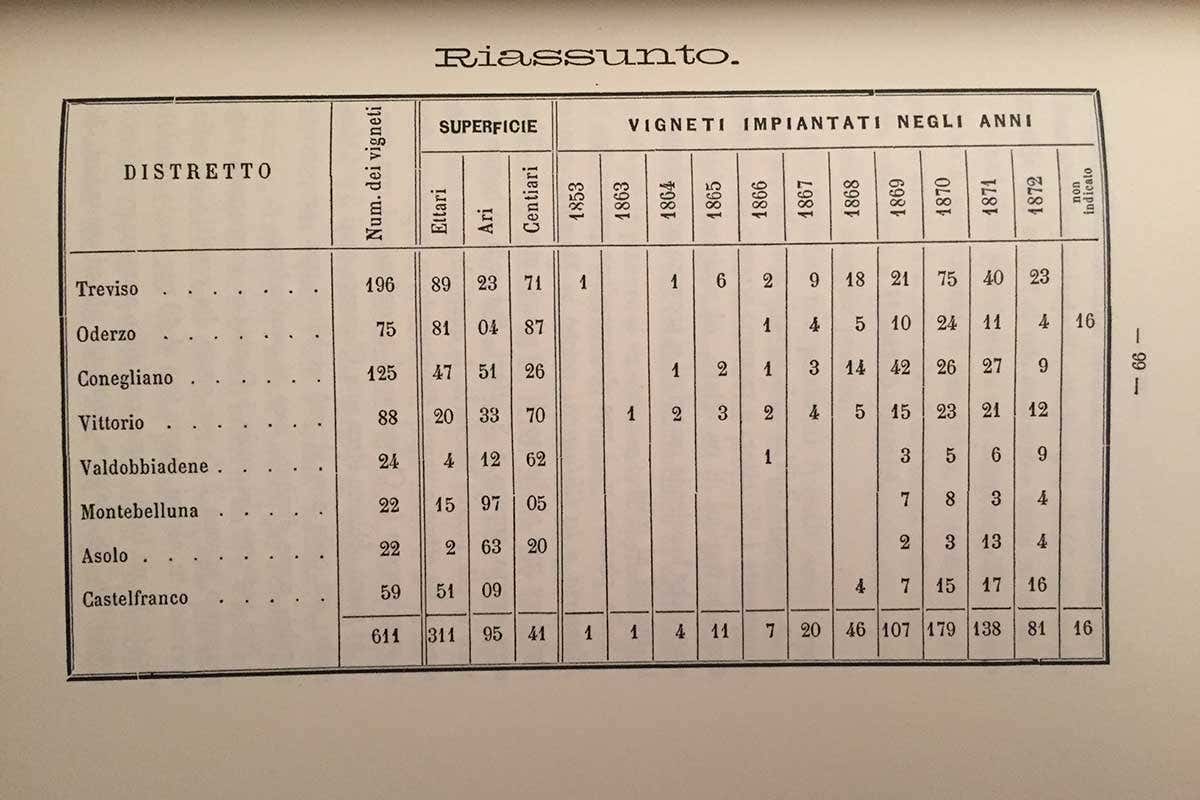 Riassunto.
DISTRETTO Num. dei vigneti SUPERFICIE VIGNETI IMPIANTATI NEGLI ANNI
Ettari Ari Centiari 1853 1863 1864 1865 1866 1867 1868 1869 1870 1871 1872 non indicato
Treviso . . . . . . . 196 89 23 71 1 1 6 2 9 18 21 75 40 23
Oderzo . . . . . . . 75 81 04 87 1 4 5 10 24 11 4 16
Conegliano . . . . . . 125 47 51 26 1 2 1 3 14 42 26 27 9
Vittorio . . . . . . . 88 20 33 70 1 2 3 2 4 5 15 23 21 12
Valdobbiadene . . . . . 24 4 12 62 1 3 5 6 9
Montebelluna . . . . . 22 15 97 05 7 8 3 4
Asolo . . . . . . . . 22 2 63 20 2 3 13 4
Castelfranco . . . . . 59 51 09 4 7 15 17 16
611 311 95 41 1 1 4 11 7 20 46 107 179 138 81 16
— 66 —